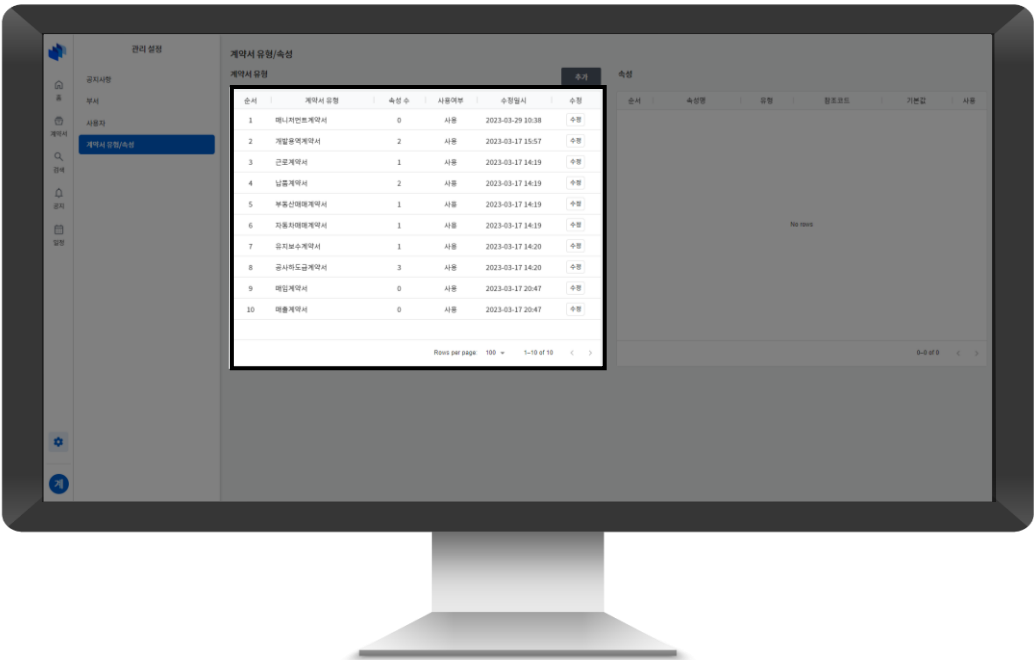 관리 설정
공지사항
부서
사용자
계약서 유형/속성
홈
계약서
검색
공지
일정
계
계약서 유형/속성
계약서 유형
추가
순서 계약서 유형 속성 수 사용여부 수정일시 수정
1 매니저먼트계약서 0 사용 2023-03-29 10:38 수정
2 개발용역계약서 2 사용 2023-03-17 15:57 수정
3 근로계약서 1 사용 2023-03-17 14:19 수정
4 납품계약서 2 사용 2023-03-17 14:19 수정
5 부동산매매계약서 1 사용 2023-03-17 14:19 수정
6 자동차매매계약서 1 사용 2023-03-17 14:19 수정
7 유지보수계약서 1 사용 2023-03-17 14:20 수정
8 공사하도급계약서 3 사용 2023-03-17 14:20 수정
9 매입계약서 0 사용 2023-03-17 20:47 수정
10 매출계약서 0 사용 2023-03-17 20:47 수정
Rows per page: 100 1–10 of 10
속성
순서 속성명 유형 참조코드 기본값 사용
No rows
0–0 of 0